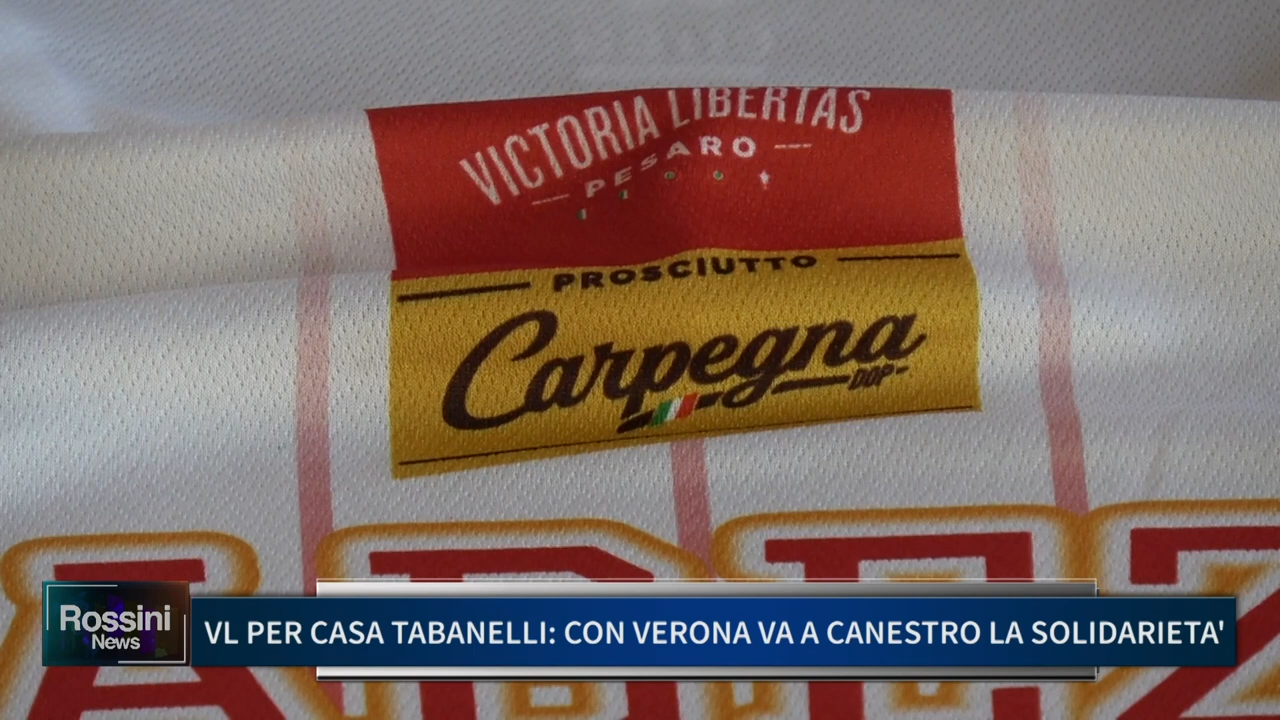 VICTORIA LIBERTAS
PESARO
PROSCIUTTO
Carpegna
DOP
Rossini
News
VL PER CASA TABANELLI: CON VERONA VA A CANESTRO LA SOLIDARIETA'